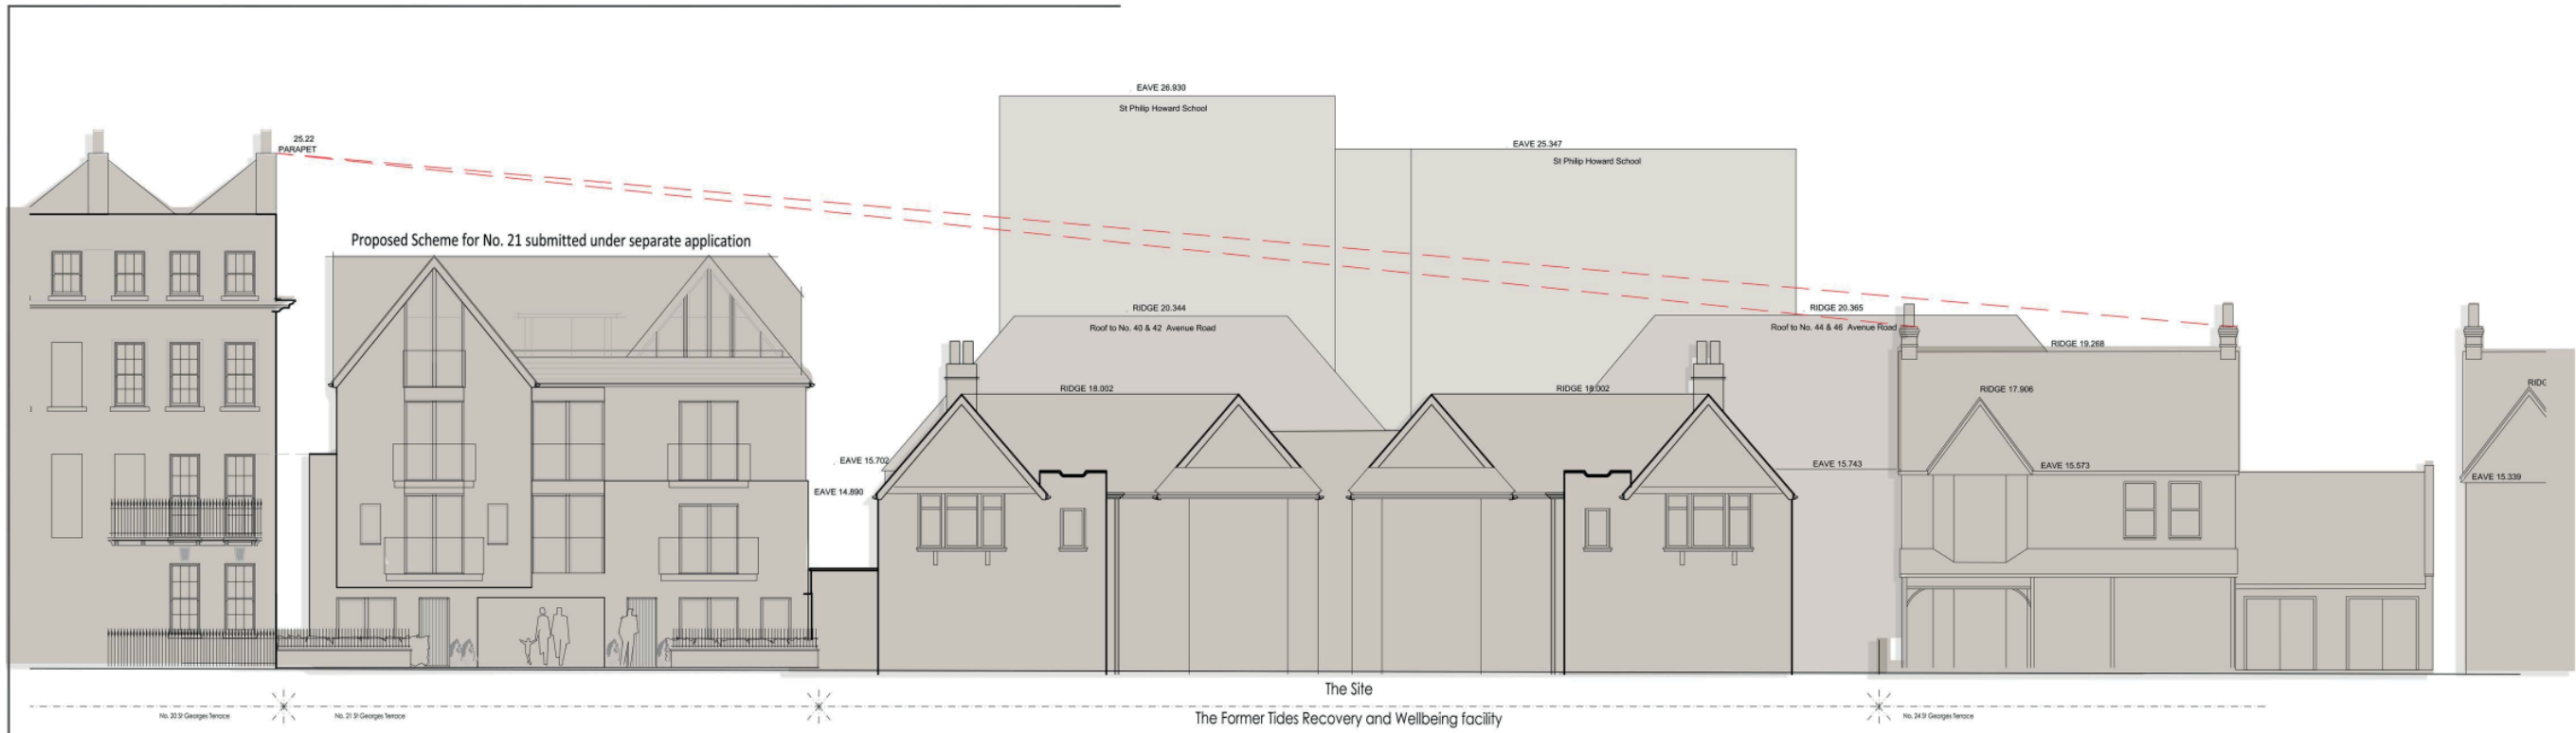 EAVE 26.930
St Philip Howard School
25.22
PARAPET
EAVE 25.347
St Philip Howard School
Proposed Scheme for No. 21 submitted under separate application
RIDGE 20.344
Roof to No. 40 & 42 Avenue Road
RIDGE 20.365
Roof to No. 44 & 46 Avenue Road
RIDGE 19.268
RIDGE 18.002
RIDGE 18.002
RIDGE 17.906
RIDG
EAVE 15.702
EAVE 15.743
EAVE 15.573
EAVE 15.339
EAVE 14.890
The Site
No. 20 St Georges Terrace
No. 21 St Georges Terrace
The Former Tides Recovery and Wellbeing facility
No. 24 St Georges Terrace